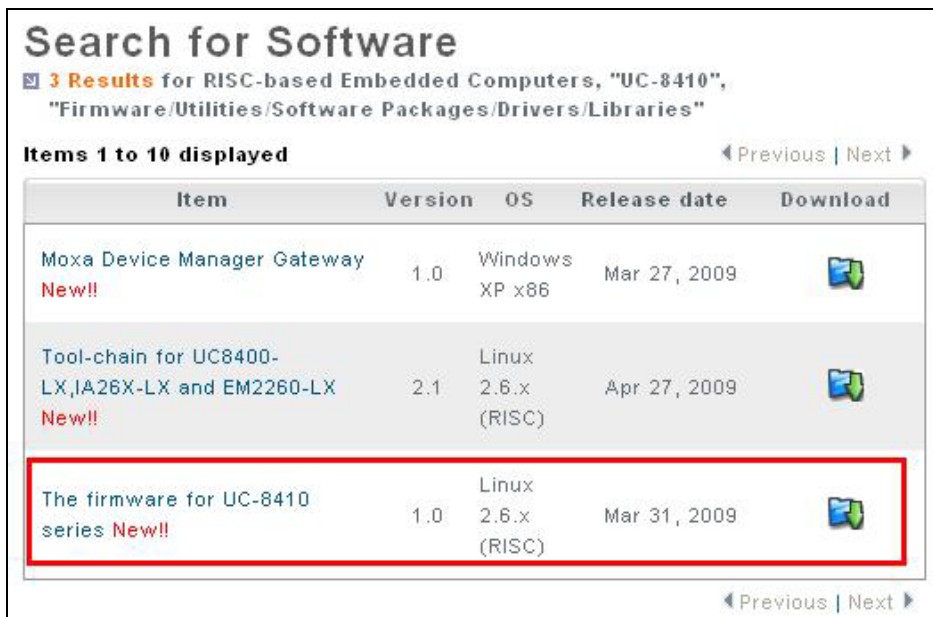 Search for Software
3 Results for RISC-based Embedded Computers, "UC-8410",
"Firmware/Utilities/Software Packages/Drivers/Libraries"
Items 1 to 10 displayed
Previous | Next
Item Version OS Release date Download
Moxa Device Manager Gateway
New!!
1.0
Windows
XP x86
Mar 27, 2009
Tool-chain for UC8400-
LX,IA26X-LX and EM2260-LX
New!!
2.1
Linux
2.6.x
(RISC)
Apr 27, 2009
The firmware for UC-8410
series New!!
1.0
Linux
2.6.x
(RISC)
Mar 31, 2009
Previous | Next